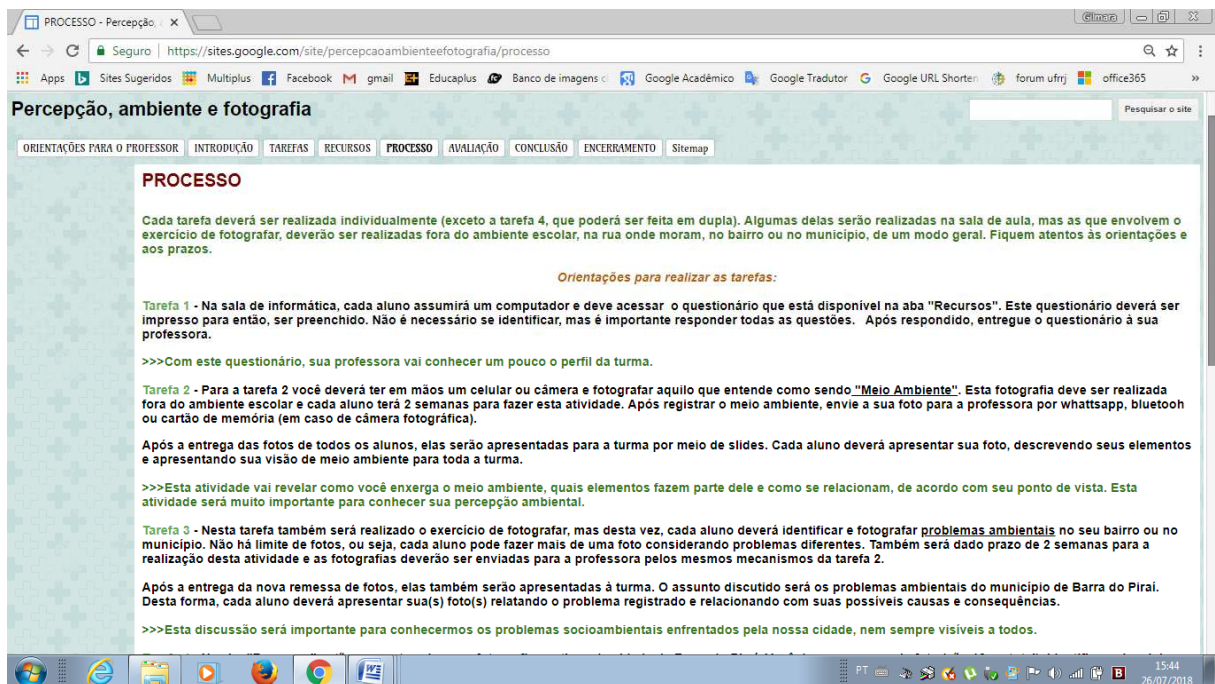 PROCESSO - Percepção,
Gimara
Seguro | https://sites.google.com/site/percepcaoambienteefotografia/processo
Apps Sites Sugeridos Multiplus Facebook gmail Educaplus Banco de imagens Google Acadêmico Google Tradutor Google URL Shorten forum ufrrj office365 »
Percepção, ambiente e fotografia
Pesquisar o site
ORIENTAÇÕES PARA O PROFESSOR INTRODUÇÃO TAREFAS RECURSOS PROCESSO AVALIAÇÃO CONCLUSÃO ENCERRAMENTO Sitemap
PROCESSO
Cada tarefa deverá ser realizada individualmente (exceto a tarefa 4, que poderá ser feita em dupla). Algumas delas serão realizadas na sala de aula, mas as que envolvem o
exercício de fotografar, deverão ser realizadas fora do ambiente escolar, na rua onde moram, no bairro ou no município, de um modo geral. Fiquem atentos às orientações e
aos prazos.
Orientações para realizar as tarefas:
Tarefa 1 - Na sala de informática, cada aluno assumirá um computador e deve acessar o questionário que está disponível na aba "Recursos". Este questionário deverá ser
impresso para então, ser preenchido. Não é necessário se identificar, mas é importante responder todas as questões. Após respondido, entregue o questionário à sua
professora.
>>>Com este questionário, sua professora vai conhecer um pouco o perfil da turma.
Tarefa 2 - Para a tarefa 2 você deverá ter em mãos um celular ou câmera e fotografar aquilo que entende como sendo "Meio Ambiente". Esta fotografia deve ser realizada
fora do ambiente escolar e cada aluno terá 2 semanas para fazer esta atividade. Após registrar o meio ambiente, envie a sua foto para a professora por whattsapp, bluetooh
ou cartão de memória (em caso de câmera fotográfica).
Após a entrega das fotos de todos os alunos, elas serão apresentadas para a turma por meio de slides. Cada aluno deverá apresentar sua foto, descrevendo seus elementos
e apresentando sua visão de meio ambiente para toda a turma.
>>>Esta atividade vai revelar como você enxerga o meio ambiente, quais elementos fazem parte dele e como se relacionam, de acordo com seu ponto de vista. Esta
atividade será muito importante para conhecer sua percepção ambiental.
Tarefa 3 - Nesta tarefa também será realizado o exercício de fotografar, mas desta vez, cada aluno deverá identificar e fotografar problemas ambientais no seu bairro ou no
município. Não há limite de fotos, ou seja, cada aluno pode fazer mais de uma foto considerando problemas diferentes. Também será dado prazo de 2 semanas para a
realização desta atividade e as fotografias deverão ser enviadas para a professora pelos mesmos mecanismos da tarefa 2.
Após a entrega da nova remessa de fotos, elas também serão apresentadas à turma. O assunto discutido será os problemas ambientais do município de Barra do Piraí.
Desta forma, cada aluno deverá apresentar sua(s) foto(s) relatando o problema registrado e relacionando com suas possíveis causas e consequências.
>>>Esta discussão será importante para conhecermos os problemas socioambientais enfrentados pela nossa cidade, nem sempre visíveis a todos.
PT
15:44
26/07/2018